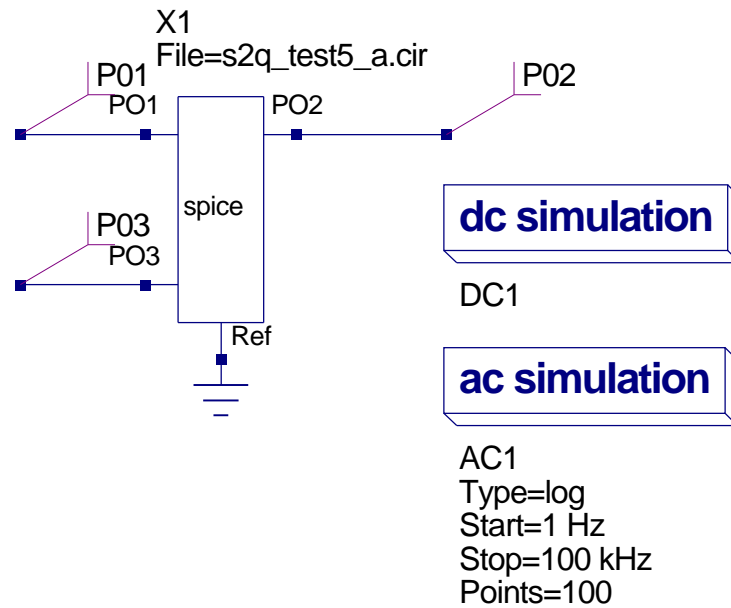 X1
File=s2q_test5_a.cir
P01
PO1
PO2
P02
spice
P03
PO3
Ref
dc simulation
DC1
ac simulation
AC1
Type=log
Start=1 Hz
Stop=100 kHz
Points=100